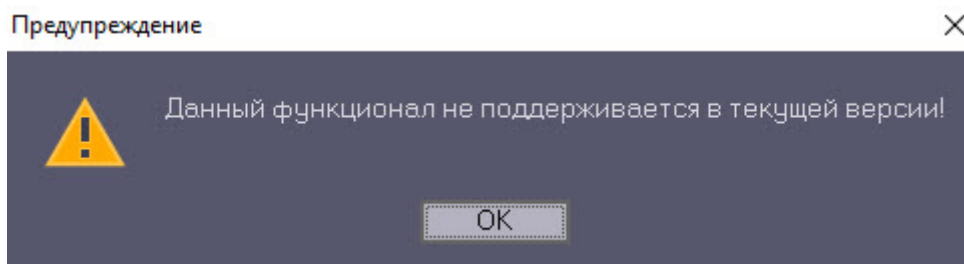 Предупреждение
Данный функционал не поддерживается в текущей версии!
OK